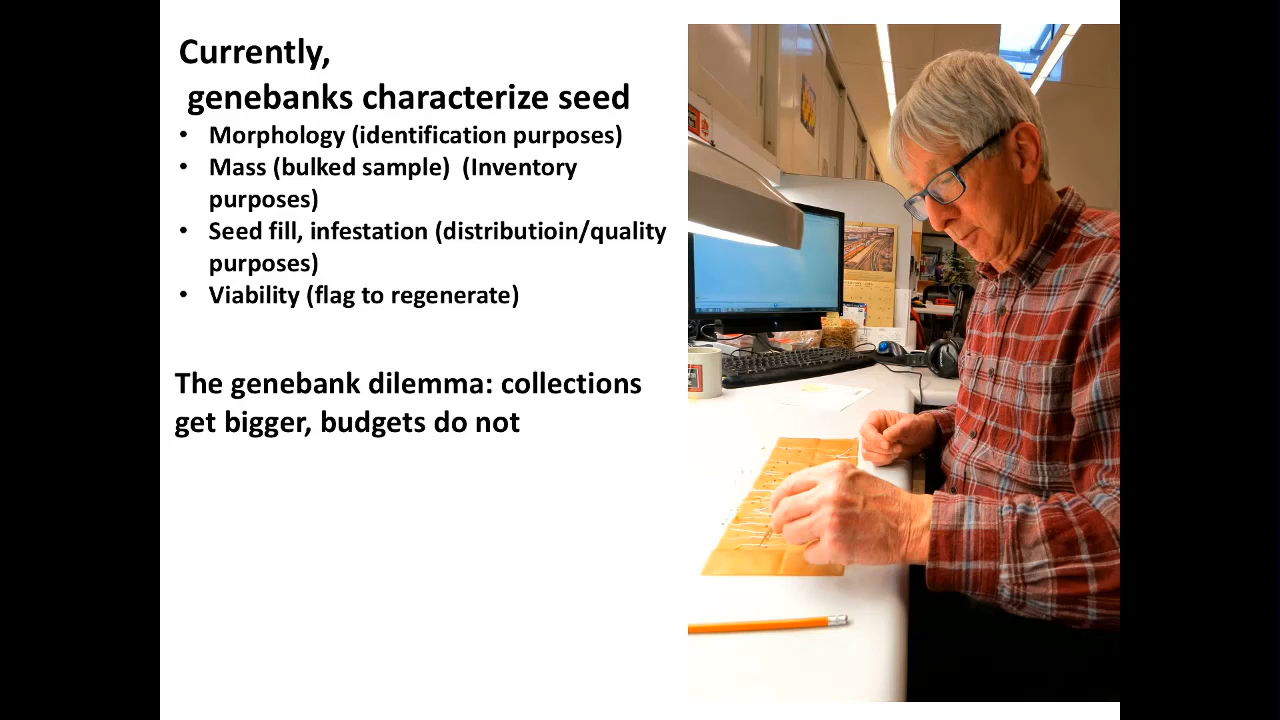 Currently,
genebanks characterize seed
• Morphology (identification purposes)
• Mass (bulked sample) (Inventory
purposes)
• Seed fill, infestation (distributioin/quality
purposes)
• Viability (flag to regenerate)
The genebank dilemma: collections
get bigger, budgets do not